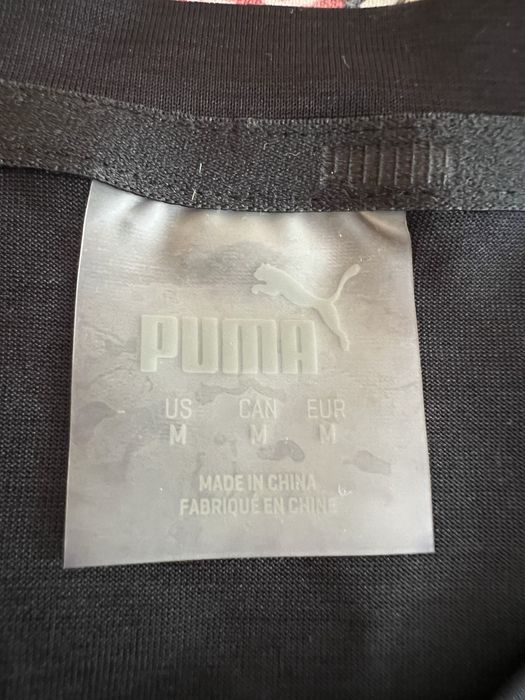 PUMA
US CAN EUR
M M M
MADE IN CHINA
FABRIQUÉ EN CHINE